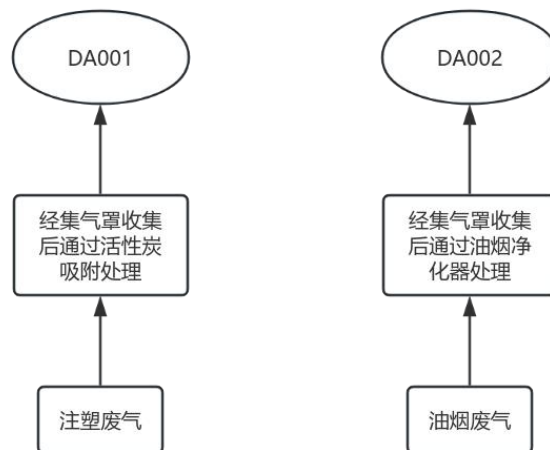 DA001
DA002
经集气罩收集
后通过活性炭
吸附处理
经集气罩收集
后通过油烟净
化器处理
注塑废气
油烟废气